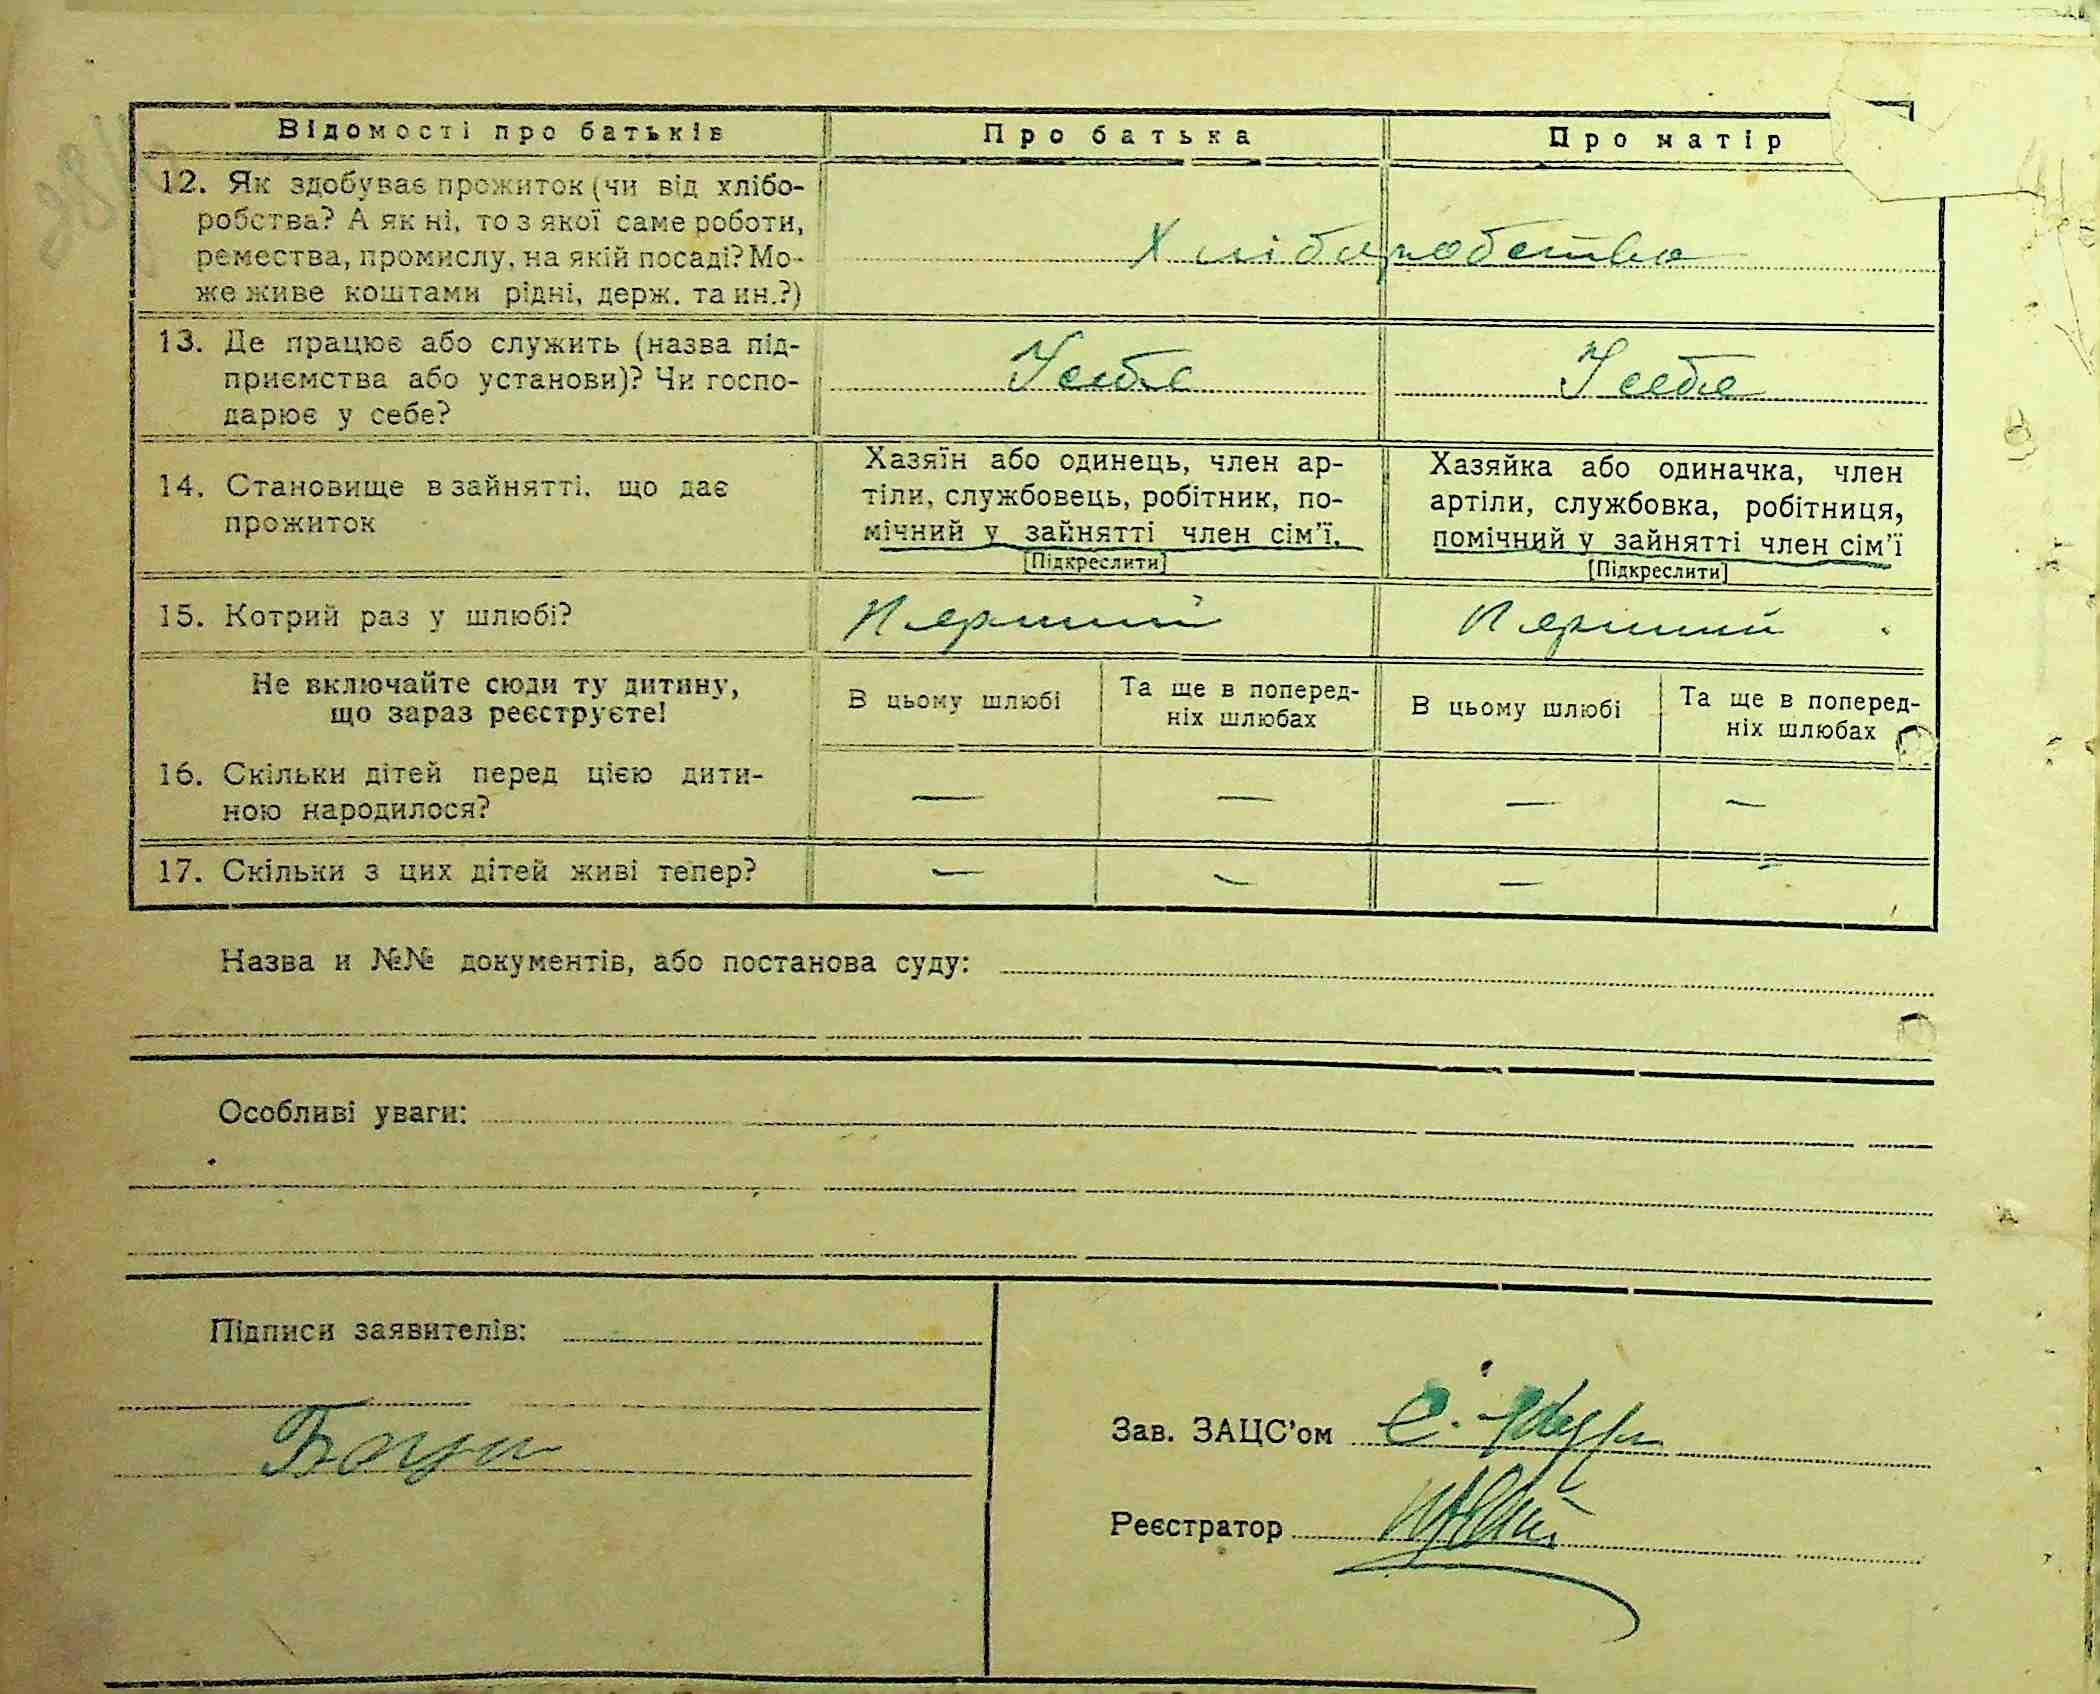 Відомості про батьків Про батька Про матір
12. Як здобуває прожиток (чи від хлібо-
робства? А як ні, то з якої саме роботи,
ремества, промислу, на якій посаді? Мо-
же живе коштами рідні, держ. та ин.?)
Хліборобство
13. Де працює або служить (назва під-
приємства або установи)? Чи госпо-
дарює у себе?
У себе У себе
14. Становище в зайнятті, що дає
прожиток
Хазяїн або одинець, член ар-
тіли, службовець, робітник, по-
мічний у зайнятті член сім'ї.
[Підкреслити]
Хазяйка або одиначка, член
артіли, службовка, робітниця,
помічний у зайнятті член сім'ї
[Підкреслити]
15. Котрий раз у шлюбі? Перший Перший
Не включайте сюди ту дитину,
що зараз реєструєте!
В цьому шлюбі
Та ще в поперед-
ніх шлюбах
В цьому шлюбі
Та ще в поперед-
ніх шлюбах
16. Скільки дітей перед цією дити-
ною народилося?
— — — —
17. Скільки з цих дітей живі тепер? — — — —
Назва и №№ документів, або постанова суду:
Особливі уваги:
Підписи заявителів:
Зав. ЗАЦС'ом
Реєстратор